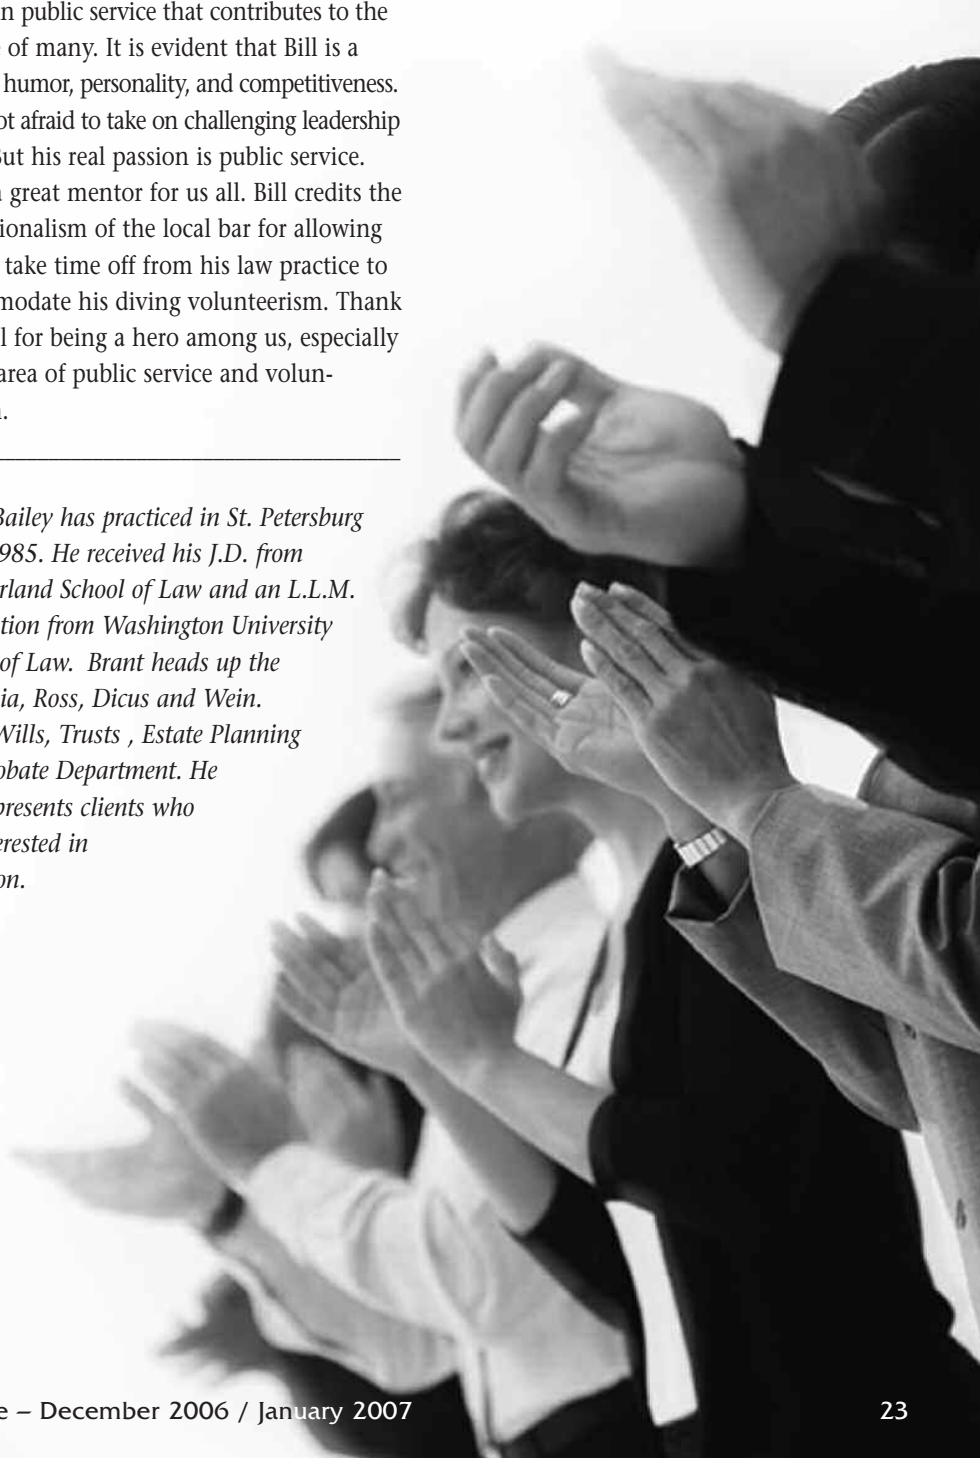 n public service that contributes to the
of many. It is evident that Bill is a
humor, personality, and competitiveness.
ot afraid to take on challenging leadership
But his real passion is public service.
great mentor for us all. Bill credits the
ionalism of the local bar for allowing
take time off from his law practice to
modate his diving volunteerism. Thank
l for being a hero among us, especially
area of public service and volun-
Bailey has practiced in St. Petersburg
985. He received his J.D. from
rland School of Law and an L.L.M.
tion from Washington University
of Law. Brant heads up the
ia, Ross, Dicus and Wein.
Wills, Trusts , Estate Planning
obate Department. He
presents clients who
erested in
on.
e – December 2006 / January 2007
23